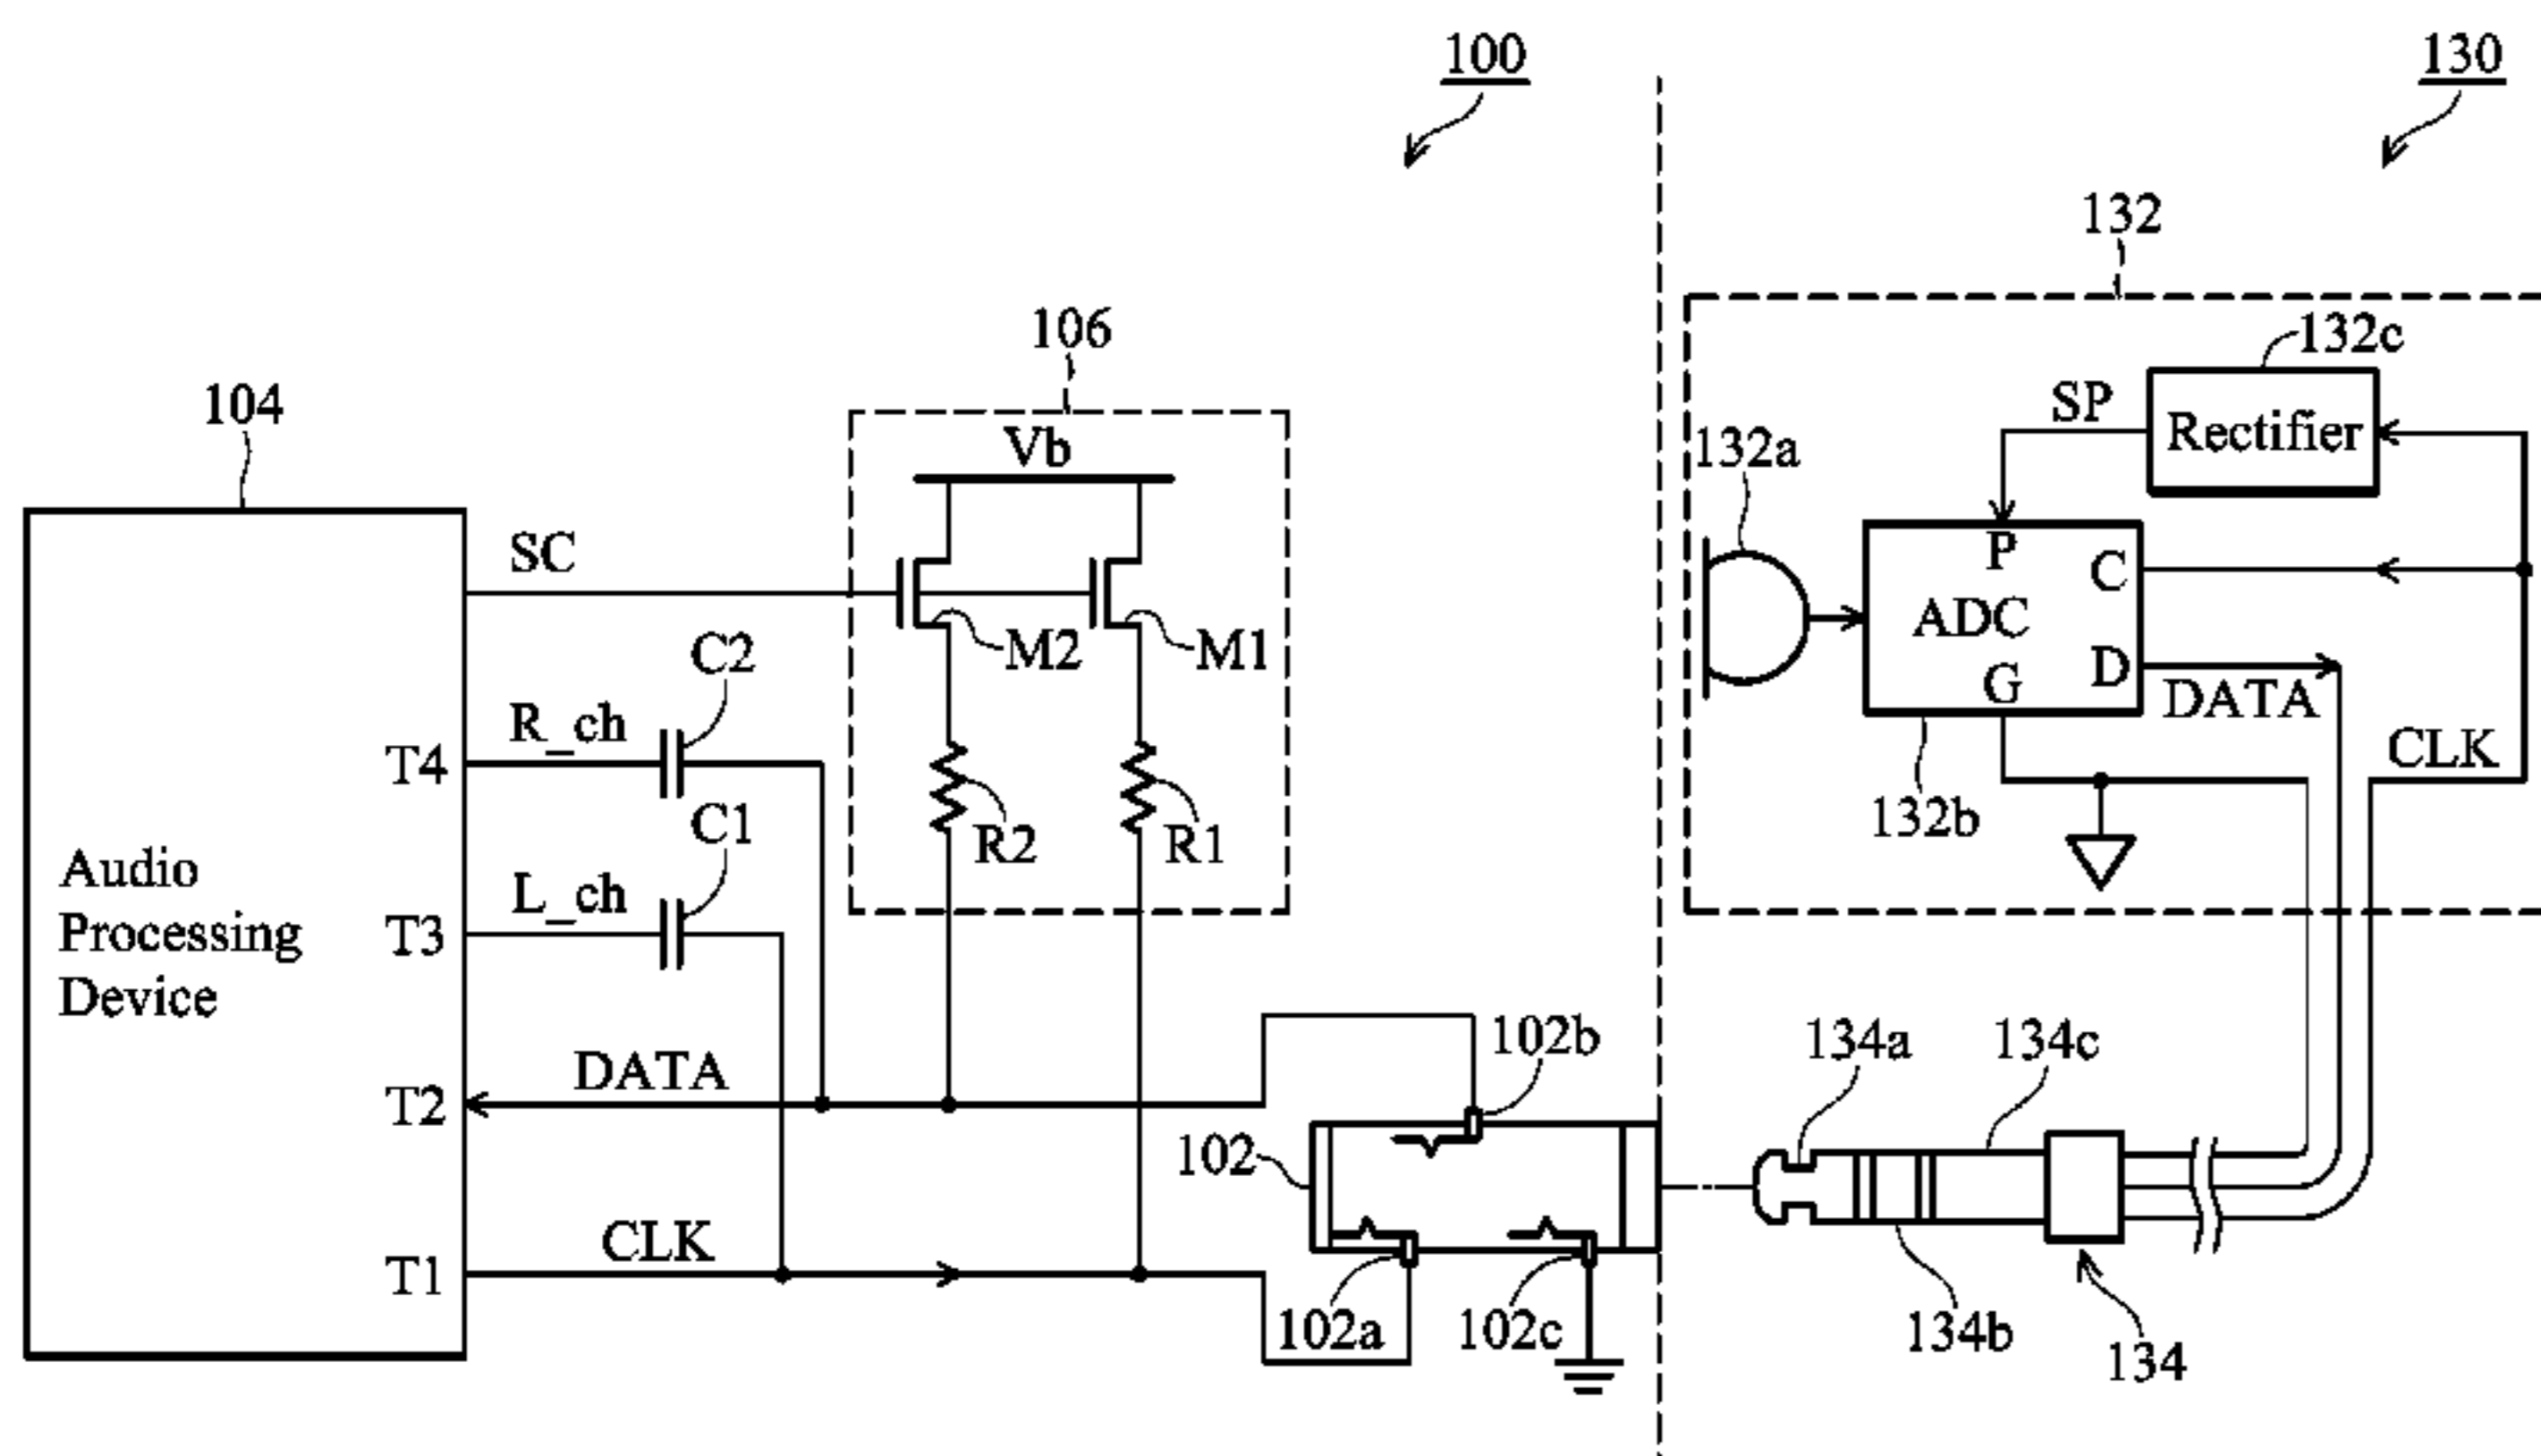 100
130
132
106
132c
104
SP
Rectifier
132a
Vb
SC
P
C
ADC
M2
M1
C2
G
D
DATA
R_ch
T4
CLK
C1
132b
R2
R1
Audio
Processing
Device
L_ch
T3
102b
134a
134c
DATA
T2
102
CLK
T1
102a
102c
134b
134